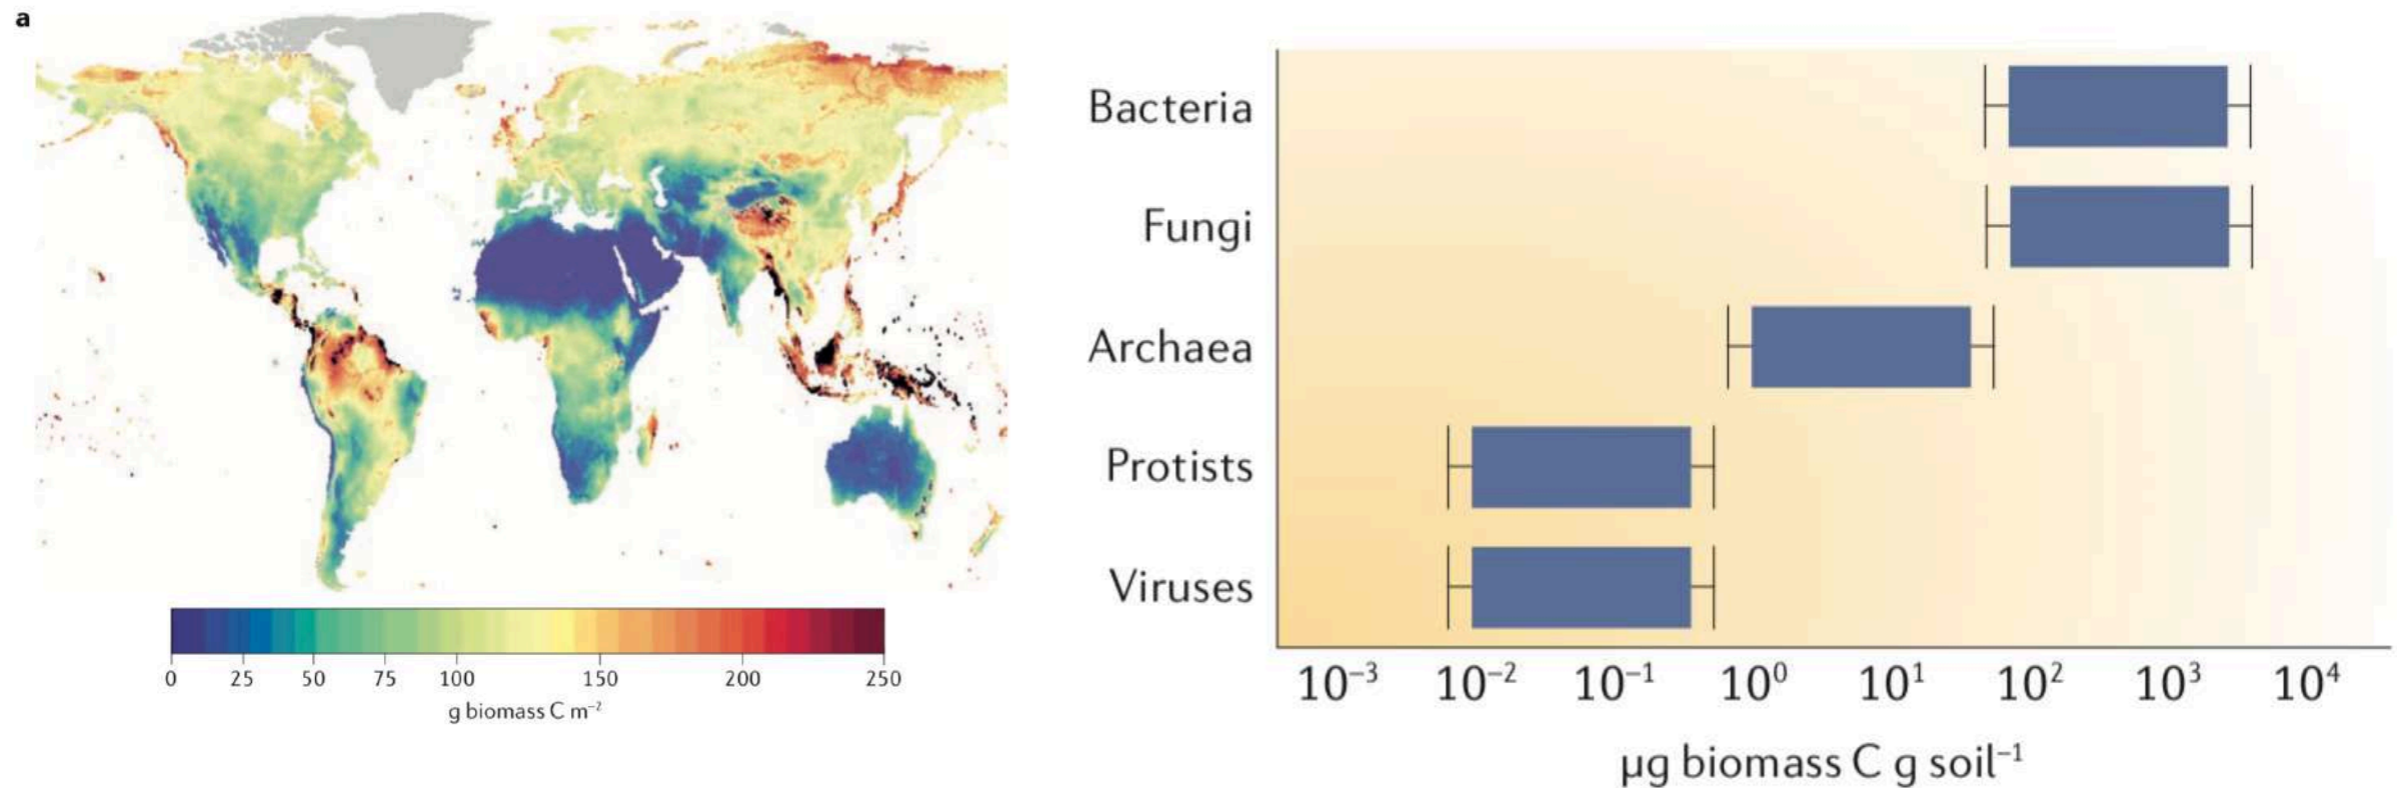 a
0 25 50 75 100 150 200 250
g biomass C m⁻²
Bacteria
Fungi
Archaea
Protists
Viruses
10⁻³ 10⁻² 10⁻¹ 10⁰ 10¹ 10² 10³ 10⁴
µg biomass C g soil⁻¹